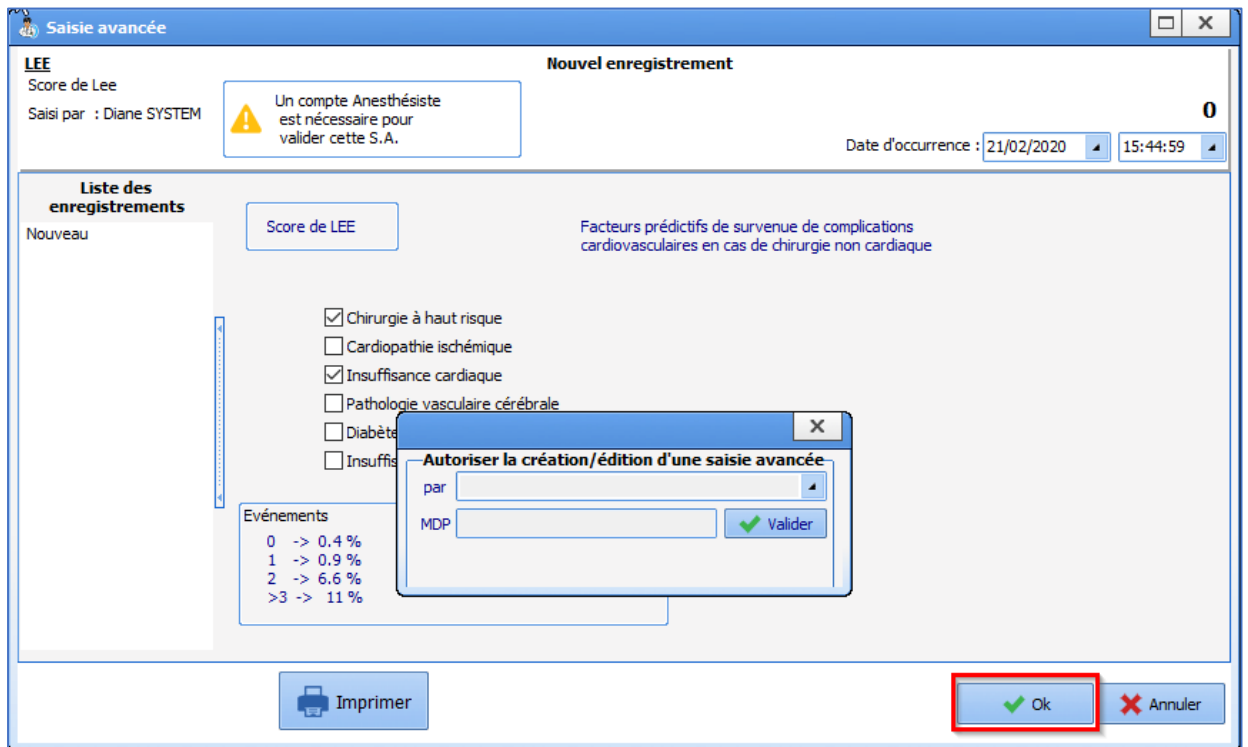 Saisie avancée
LEE
Nouvel enregistrement
Score de Lee
Saisi par : Diane SYSTEM
Un compte Anesthésiste
est nécessaire pour
valider cette S.A.
0
Date d'occurrence : 21/02/2020 15:44:59
Liste des
enregistrements
Nouveau
Score de LEE
Facteurs prédictifs de survenue de complications
cardiovasculaires en cas de chirurgie non cardiaque
Chirurgie à haut risque
Cardiopathie ischémique
Insuffisance cardiaque
Pathologie vasculaire cérébrale
Diabète
Insuffis
Autoriser la création/édition d'une saisie avancée
par
MDP Valider
Evénements
0 -> 0.4 %
1 -> 0.9 %
2 -> 6.6 %
>3 -> 11 %
Imprimer
Ok
Annuler